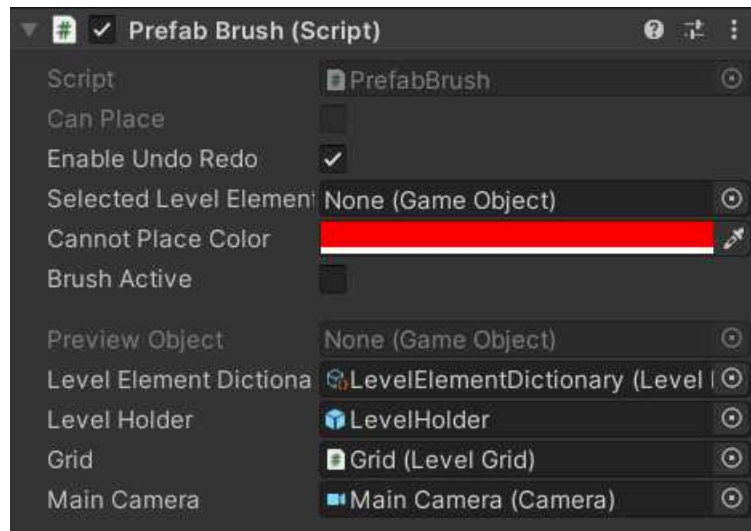 # Prefab Brush (Script)
Script # PrefabBrush
Can Place
Enable Undo Redo
Selected Level Element None (Game Object)
Cannot Place Color
Brush Active
Preview Object None (Game Object)
Level Element Dictiona LevelElementDictionary (Level
Level Holder LevelHolder
Grid # Grid (Level Grid)
Main Camera Main Camera (Camera)